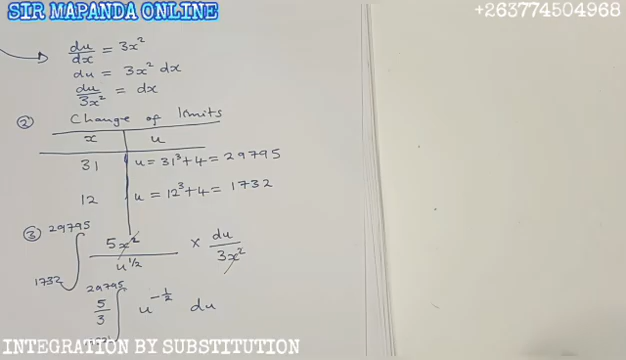 SIR MAPANDA ONLINE
+263774504968
du/dx = 3x²
du = 3x² dx
du/3x² = dx
② Change of limits
x u
31 u = 31³+4 = 29795
12 u = 12³+4 = 1732
③ ∫ 29795 1732 5x²/u^1/2 × du/3x²
5/3 ∫ 29795 u^-1/2 du
INTEGRATION BY SUBSTITUTION